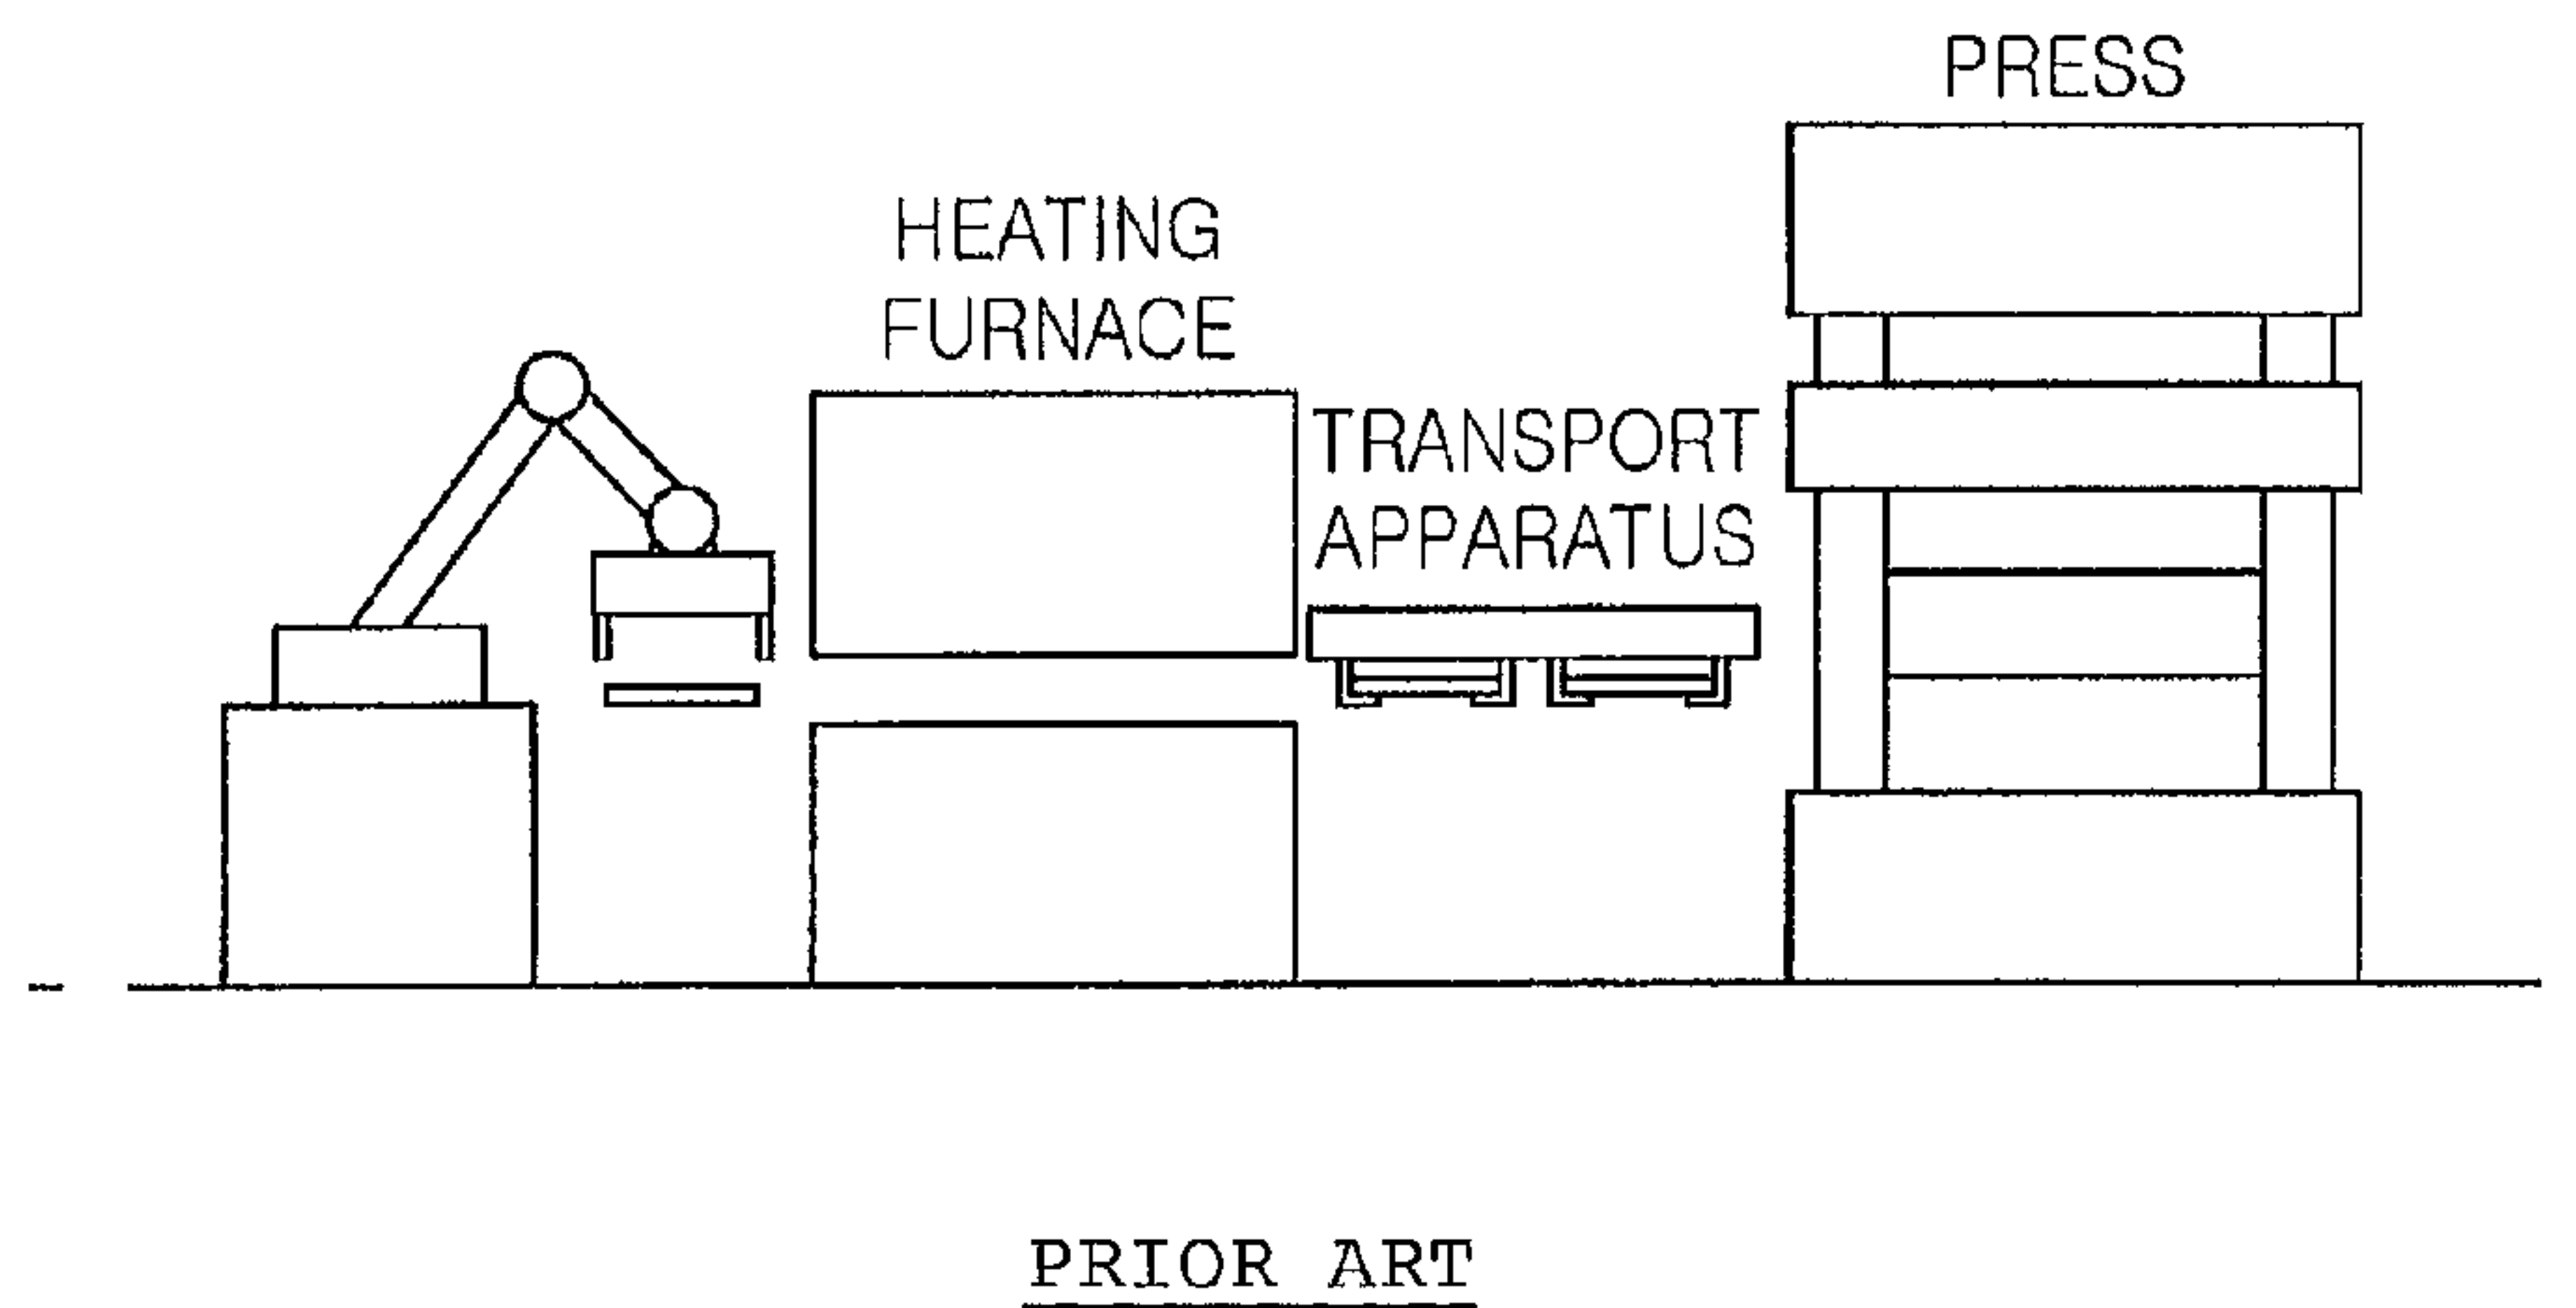 PRESS
HEATING
FURNACE
TRANSPORT
APPARATUS
PRIOR ART